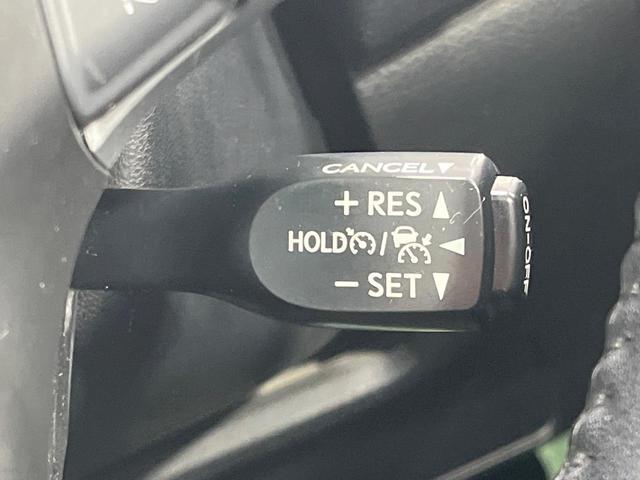 CANCEL▼
+ RES ▲
HOLD / ◀
− SET ▼
ON-OFF